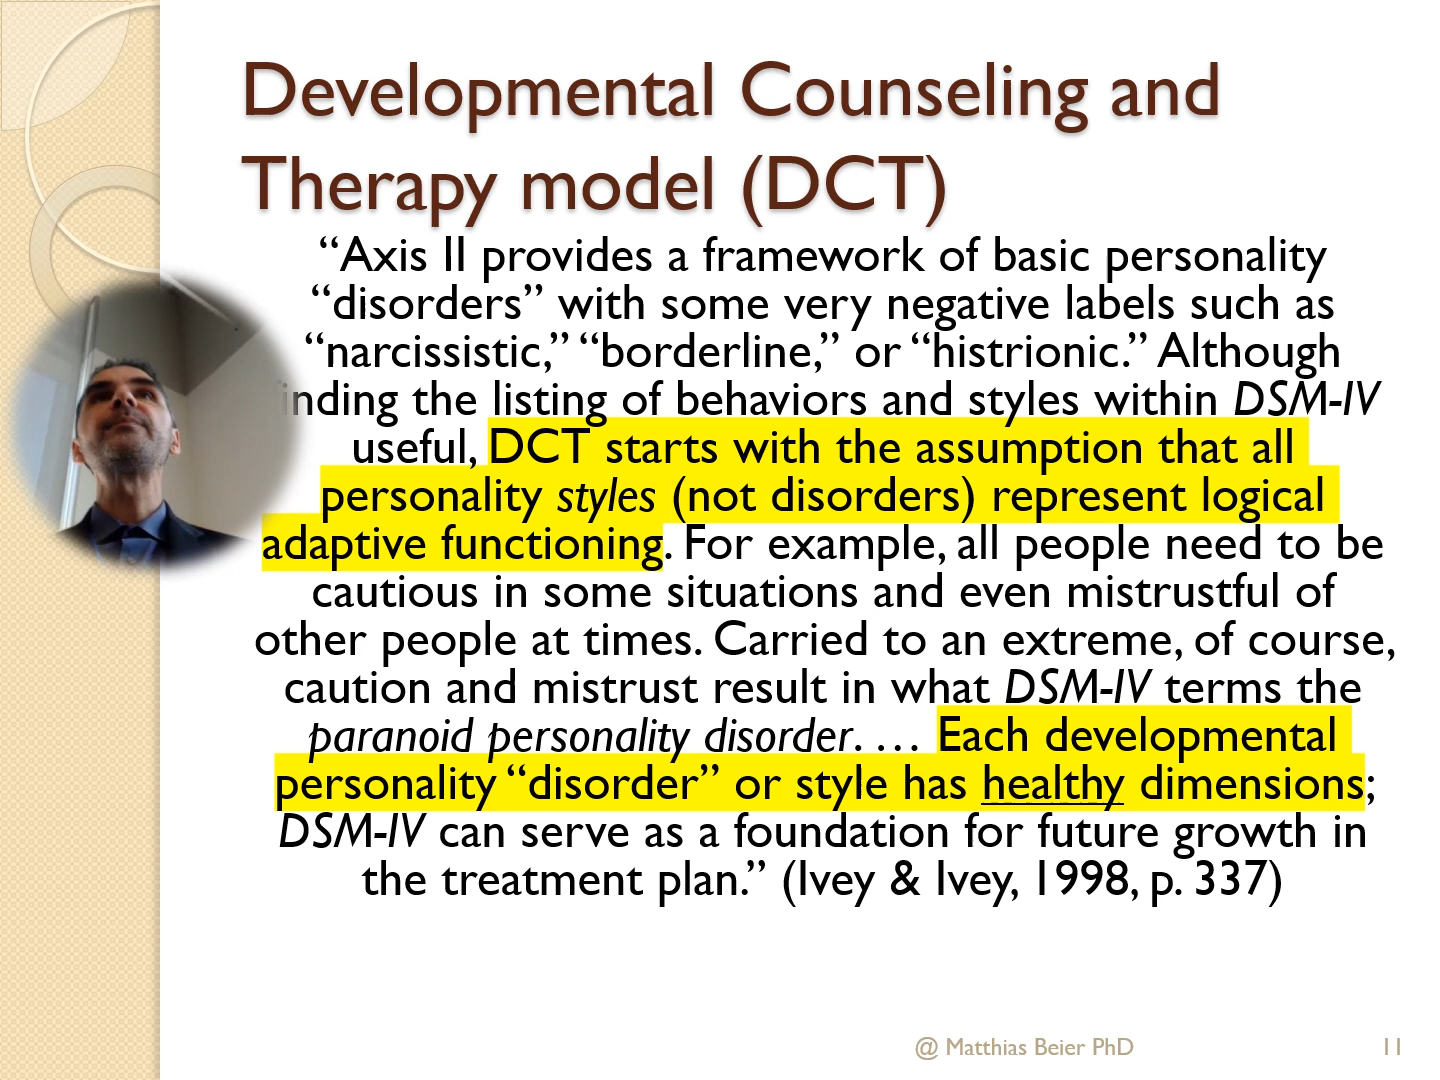 Developmental Counseling and
Therapy model (DCT)
“Axis II provides a framework of basic personality
“disorders” with some very negative labels such as
“narcissistic,” “borderline,” or “histrionic.” Although
inding the listing of behaviors and styles within DSM-IV
useful, DCT starts with the assumption that all
personality styles (not disorders) represent logical
adaptive functioning. For example, all people need to be
cautious in some situations and even mistrustful of
other people at times. Carried to an extreme, of course,
caution and mistrust result in what DSM-IV terms the
paranoid personality disorder. … Each developmental
personality “disorder” or style has healthy dimensions;
DSM-IV can serve as a foundation for future growth in
the treatment plan.” (Ivey & Ivey, 1998, p. 337)
@ Matthias Beier PhD
11